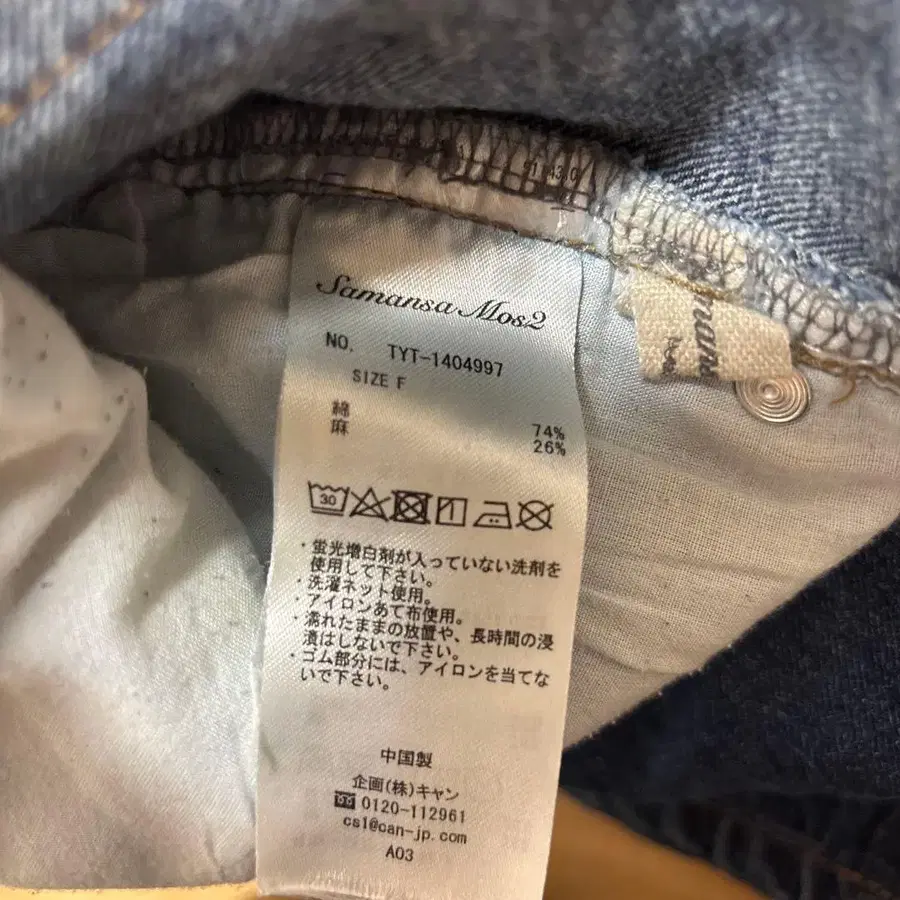 Samansa Mos2
NO. TYT-1404997
SIZE F
綿 74%
麻 26%
30
・蛍光増白剤が入っていない洗剤を
使用して下さい。
・洗濯ネット使用。
・アイロンあて布使用。
・濡れたままの放置や、長時間の浸
漬はしないで下さい。
・ゴム部分には、アイロンを当てな
いで下さい。
中国製
企画(株)キャン
0120-112961
cs1@can-jp.com
A03